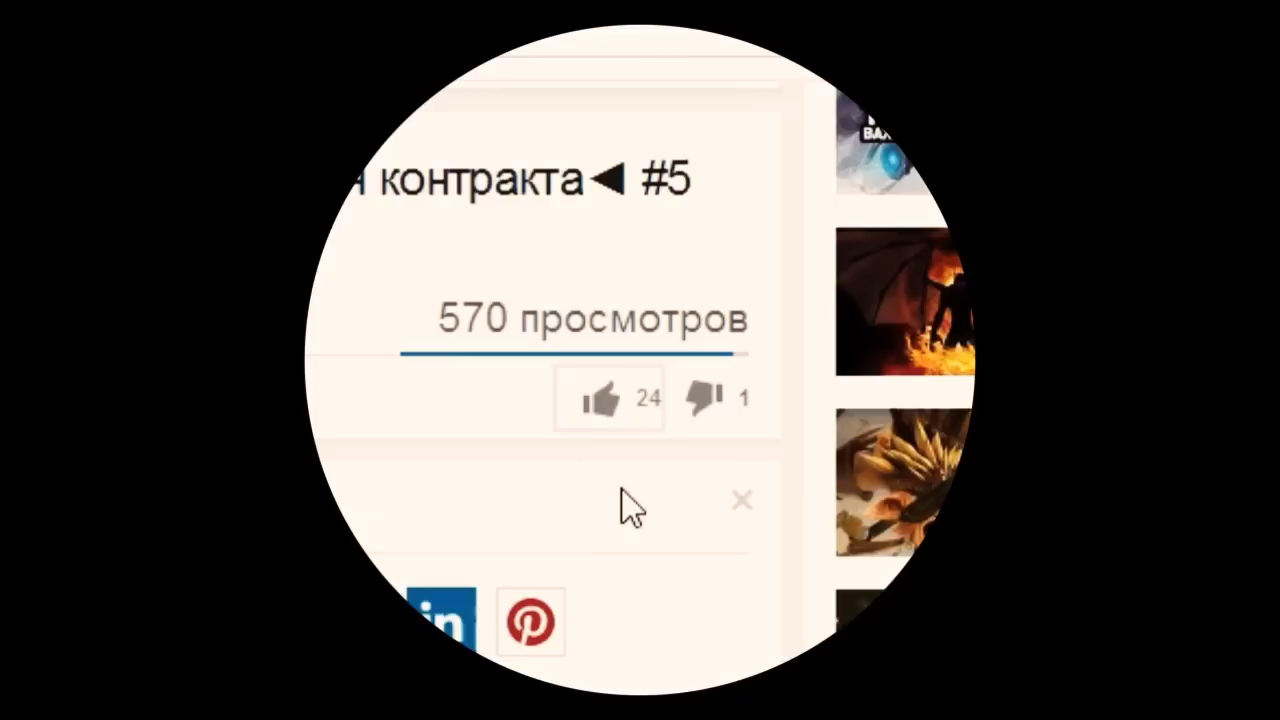 контракта◄ #5
570 просмотров
24 1
in